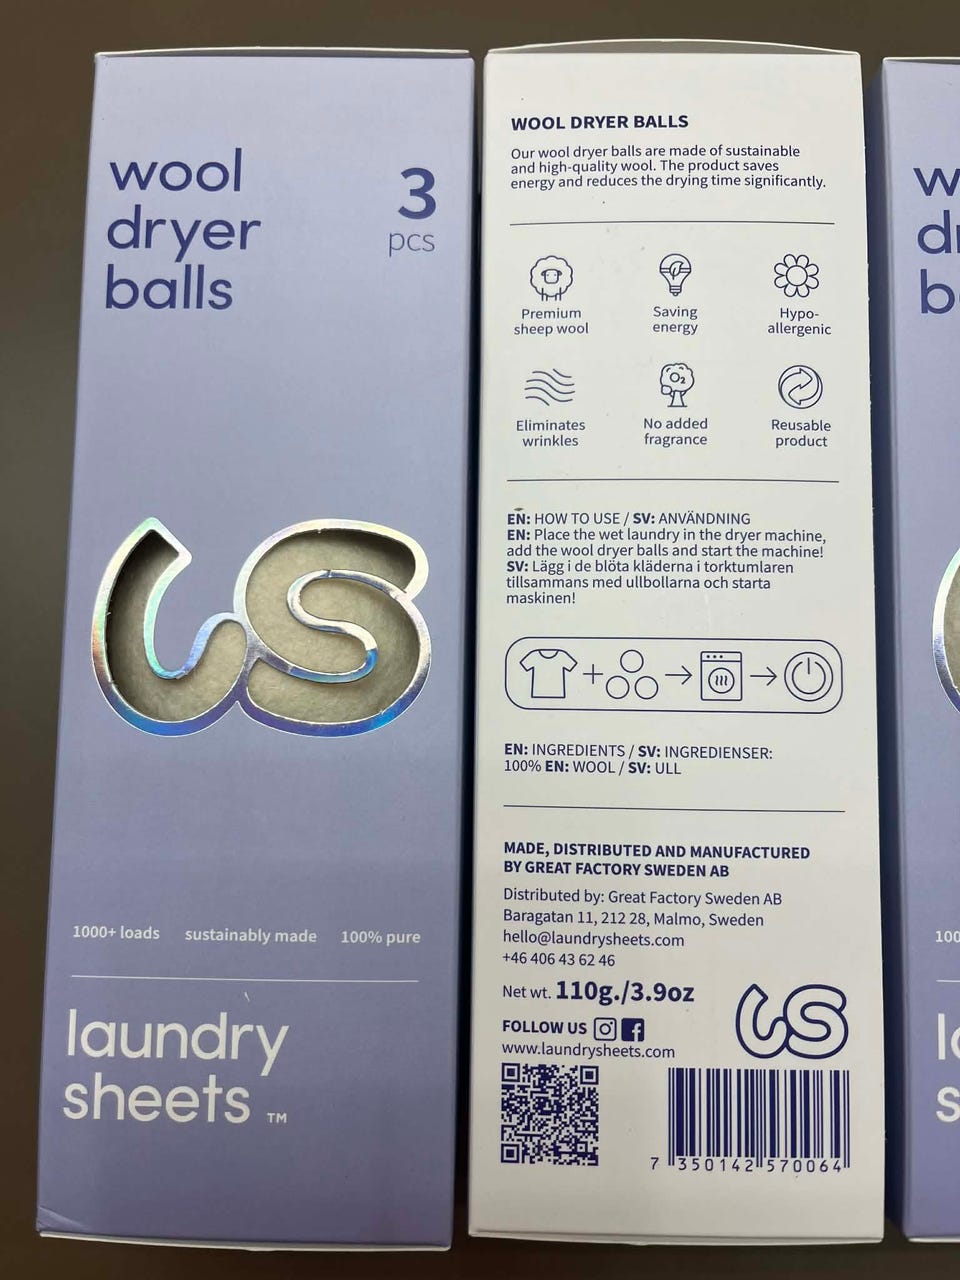 wool
dryer
balls
3
pcs
1000+ loads sustainably made 100% pure
laundry
sheets ™
WOOL DRYER BALLS
Our wool dryer balls are made of sustainable
and high-quality wool. The product saves
energy and reduces the drying time significantly.
Premium
sheep wool
Saving
energy
Hypo-
allergenic
O2
Eliminates
wrinkles
No added
fragrance
Reusable
product
EN: HOW TO USE / SV: ANVÄNDNING
EN: Place the wet laundry in the dryer machine,
add the wool dryer balls and start the machine!
SV: Lägg i de blöta kläderna i torktumlaren
tillsammans med ullbollarna och starta
maskinen!
EN: INGREDIENTS / SV: INGREDIENSER:
100% EN: WOOL / SV: ULL
MADE, DISTRIBUTED AND MANUFACTURED
BY GREAT FACTORY SWEDEN AB
Distributed by: Great Factory Sweden AB
Baragatan 11, 212 28, Malmo, Sweden
hello@laundrysheets.com
+46 406 43 62 46
Net wt. 110g./3.9oz
FOLLOW US
www.laundrysheets.com
LS
7 350142 570064